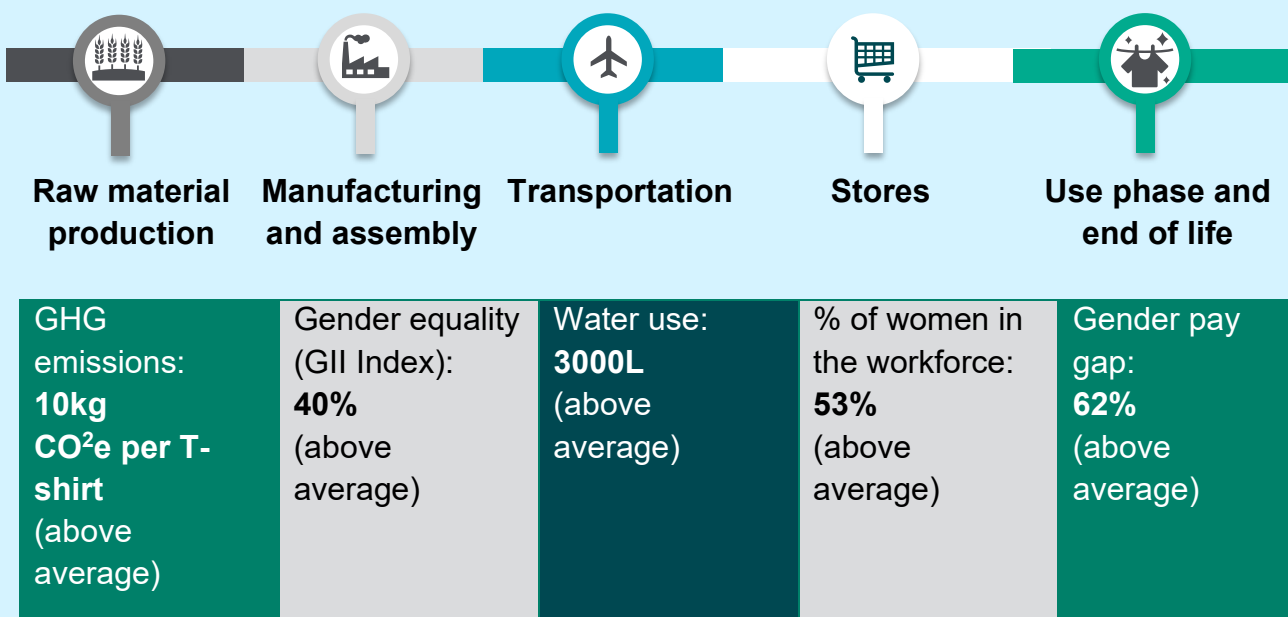 Raw material
production
Manufacturing
and assembly
Transportation
Stores
Use phase and
end of life
GHG
emissions:
10kg
CO²e per T-
shirt
(above
average)
Gender equality
(GII Index):
40%
(above
average)
Water use:
3000L
(above
average)
% of women in
the workforce:
53%
(above
average)
Gender pay
gap:
62%
(above
average)